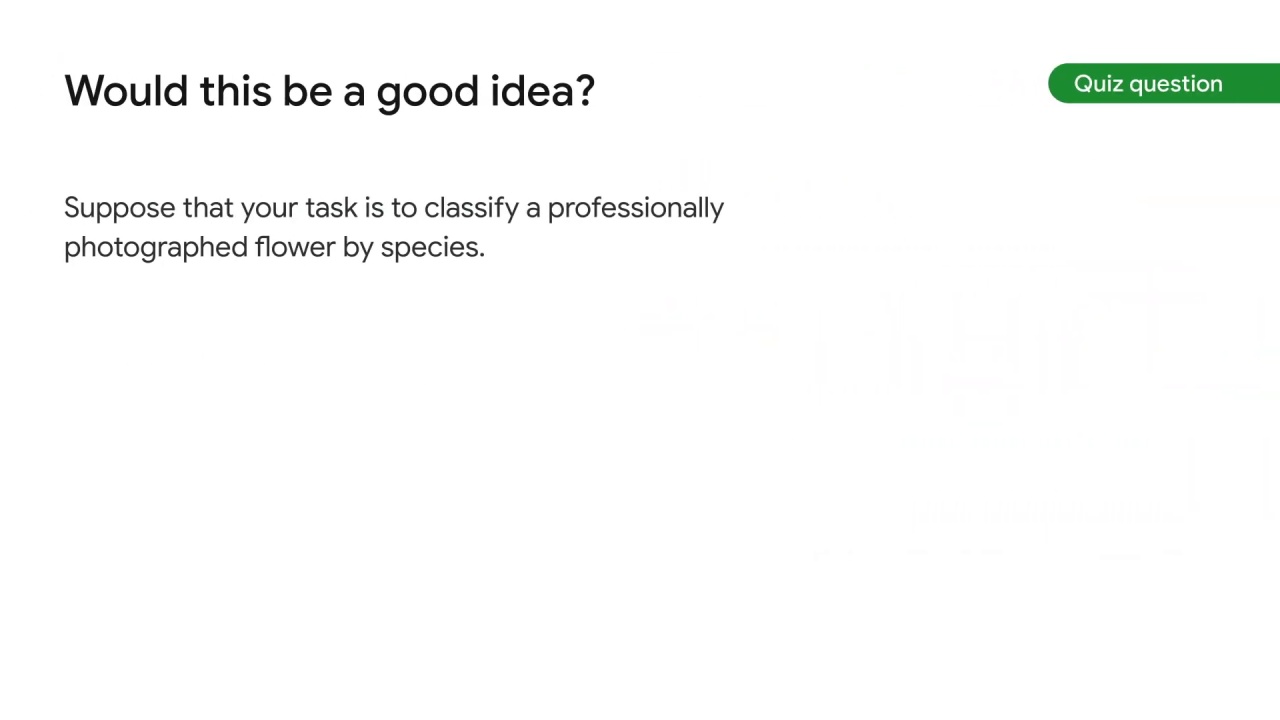 Would this be a good idea?
Quiz question
Suppose that your task is to classify a professionally
photographed flower by species.